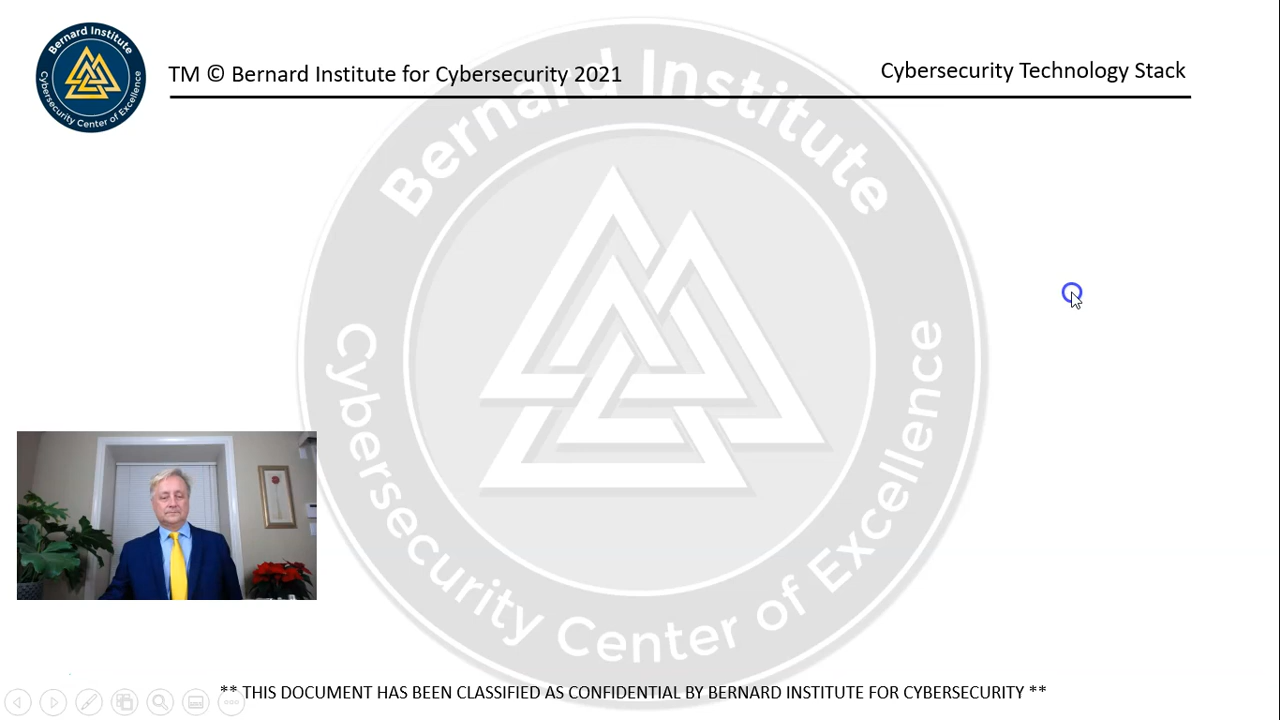 Bernard Institute
Cybersecurity Center of Excellence
TM © Bernard Institute for Cybersecurity 2021
Cybersecurity Technology Stack
Bernard Institute
Cybersecurity Center of Excellence
** THIS DOCUMENT HAS BEEN CLASSIFIED AS CONFIDENTIAL BY BERNARD INSTITUTE FOR CYBERSECURITY **